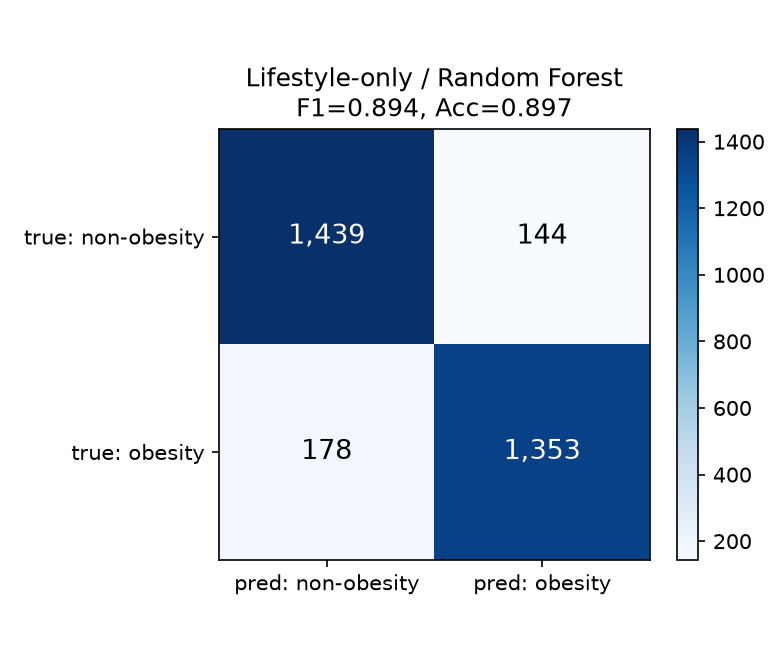 Lifestyle-only / Random Forest
F1=0.894, Acc=0.897
true: non-obesity
1,439
144
true: obesity
178
1,353
pred: non-obesity
pred: obesity
1400
1200
1000
800
600
400
200